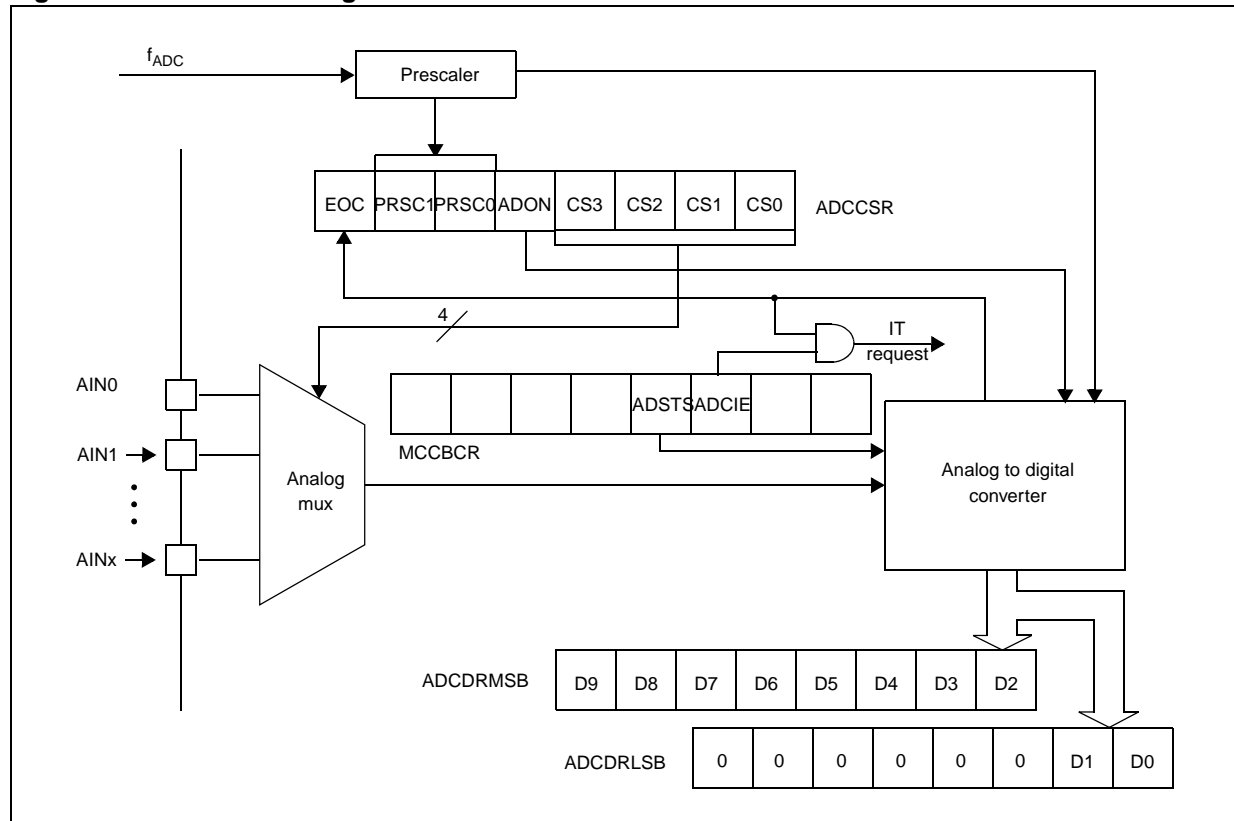 f_ADC
Prescaler
EOC PRSC1 PRSC0 ADON CS3 CS2 CS1 CS0
ADCCSR
4
IT
request
AIN0
ADSTS ADCIE
MCCBCR
AIN1
Analog
mux
Analog to digital
converter
AINx
ADCDRMSB
D9 D8 D7 D6 D5 D4 D3 D2
ADCDRLSB
0 0 0 0 0 0 D1 D0